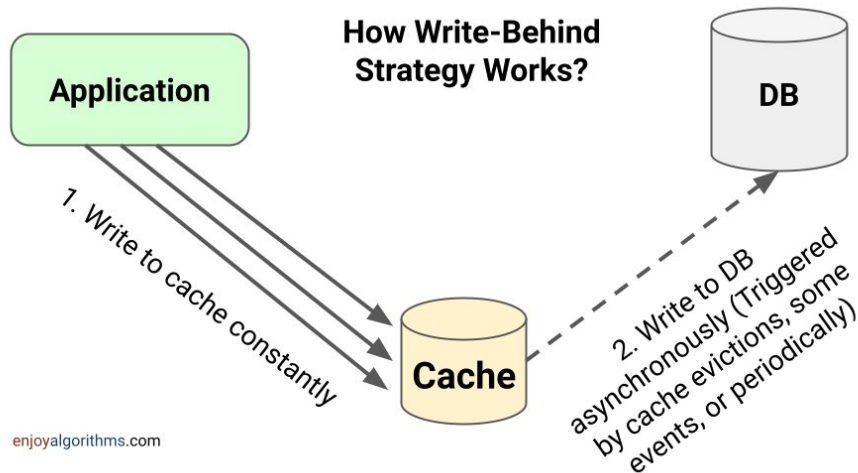 How Write-Behind
Strategy Works?
Application
DB
1. Write to cache constantly
Cache
2. Write to DB
asynchronously (Triggered
by cache evictions, some
events, or periodically)
enjoyalgorithms.com